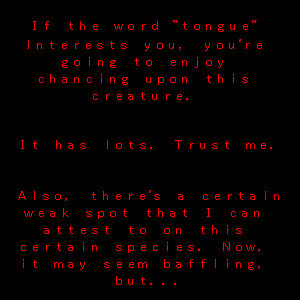 If the word "tongue"
interests you, you're
going to enjoy
chancing upon this
creature.
It has lots. Trust me.
Also, there's a certain
weak spot that I can
attest to on this
certain species. Now,
it may seem baffling,
but...